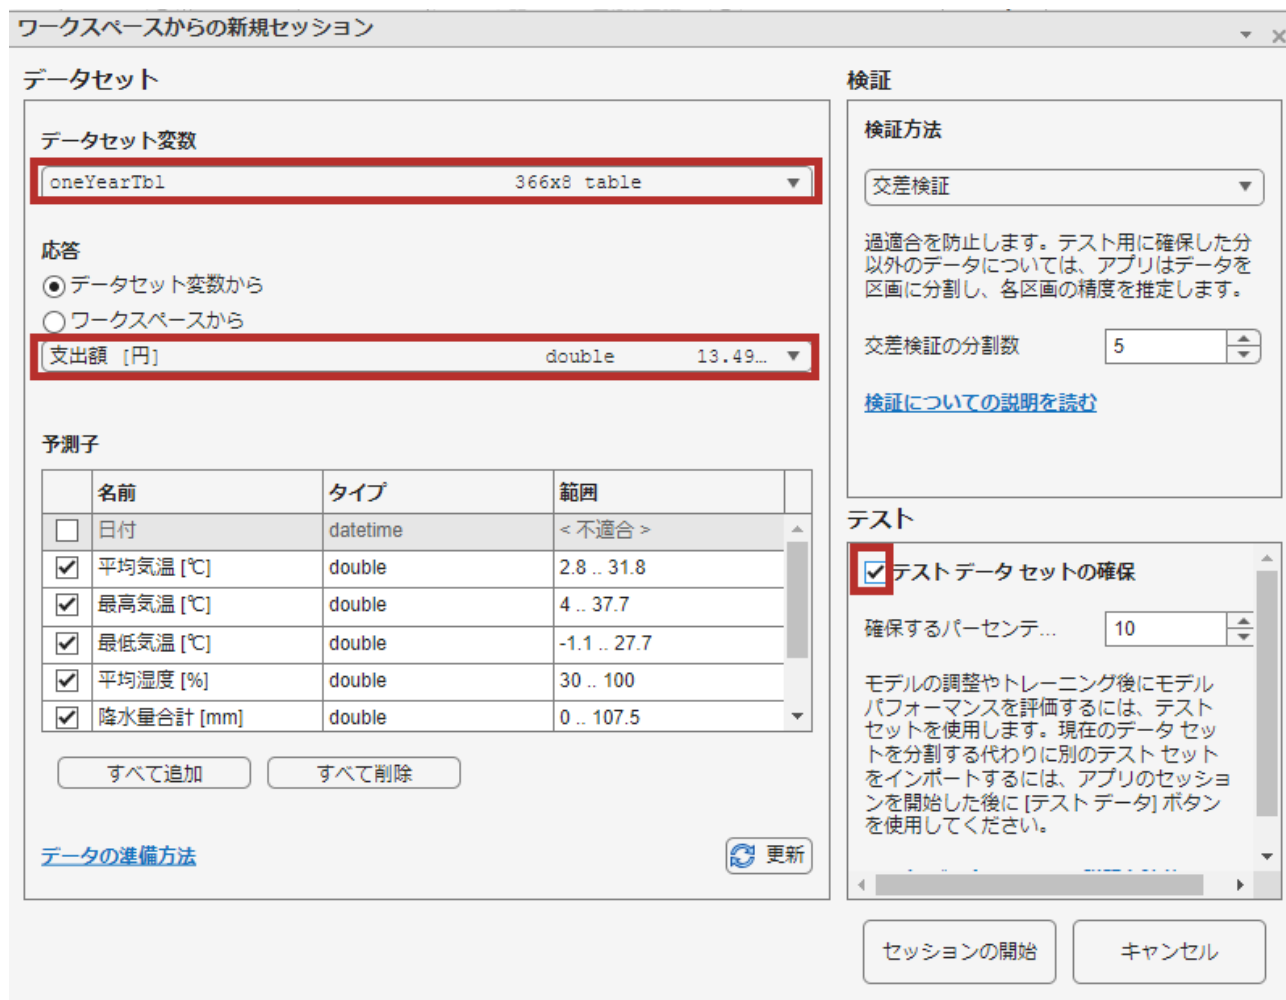 ワークスペースからの新規セッション
データセット
データセット変数
oneYearTbl 366x8 table
応答
データセット変数から
ワークスペースから
支出額 [円] double 13.49…
予測子
名前 タイプ 範囲
日付 datetime < 不適合 >
平均気温 [℃] double 2.8 .. 31.8
最高気温 [℃] double 4 .. 37.7
最低気温 [℃] double -1.1 .. 27.7
平均湿度 [%] double 30 .. 100
降水量合計 [mm] double 0 .. 107.5
すべて追加 すべて削除
データの準備方法
更新
検証
検証方法
交差検証
過適合を防止します。テスト用に確保した分
以外のデータについては、アプリはデータを
区画に分割し、各区画の精度を推定します。
交差検証の分割数 5
検証についての説明を読む
テスト
テスト データ セットの確保
確保するパーセンテ… 10
モデルの調整やトレーニング後にモデル
パフォーマンスを評価するには、テスト
セットを使用します。現在のデータ セッ
トを分割する代わりに別のテスト セット
をインポートするには、アプリのセッショ
ンを開始した後に [テスト データ] ボタン
を使用してください。
セッションの開始 キャンセル